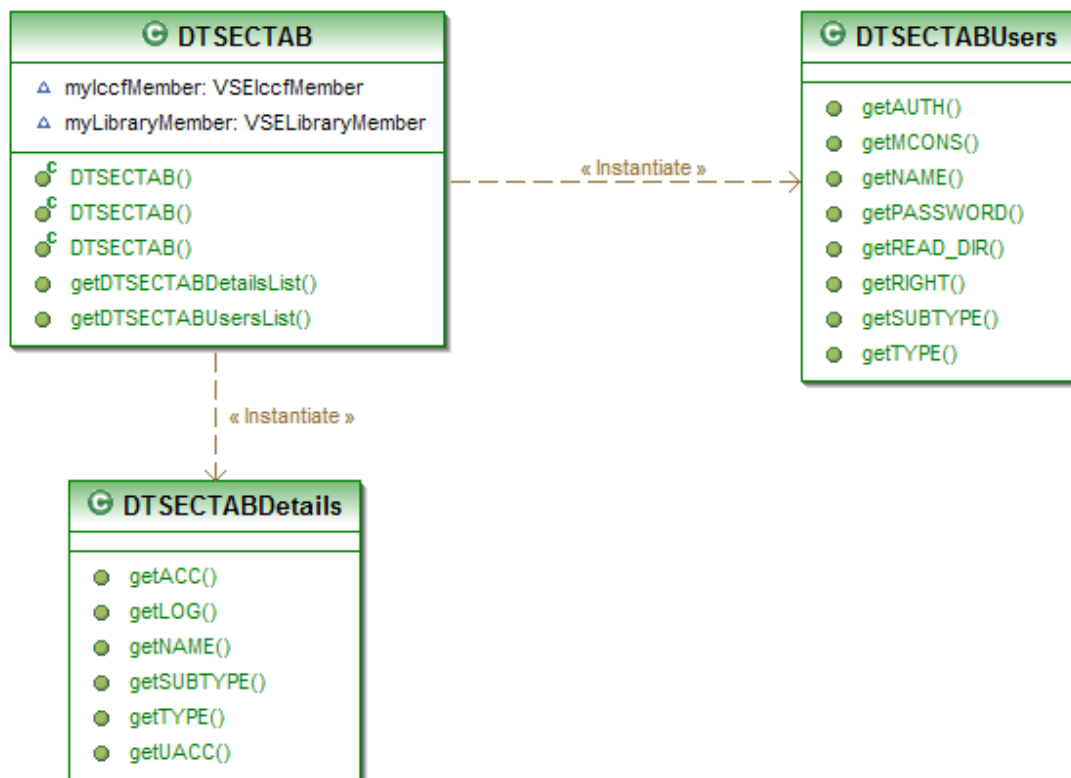 DTSECTAB
myIccfMember: VSEIccfMember
myLibraryMember: VSELibraryMember
DTSECTAB()
DTSECTAB()
DTSECTAB()
getDTSECTABDetailsList()
getDTSECTABUsersList()
« Instantiate »
DTSECTABUsers
getAUTH()
getMCONS()
getNAME()
getPASSWORD()
getREAD_DIR()
getRIGHT()
getSUBTYPE()
getTYPE()
« Instantiate »
DTSECTABDetails
getACC()
getLOG()
getNAME()
getSUBTYPE()
getTYPE()
getUACC()